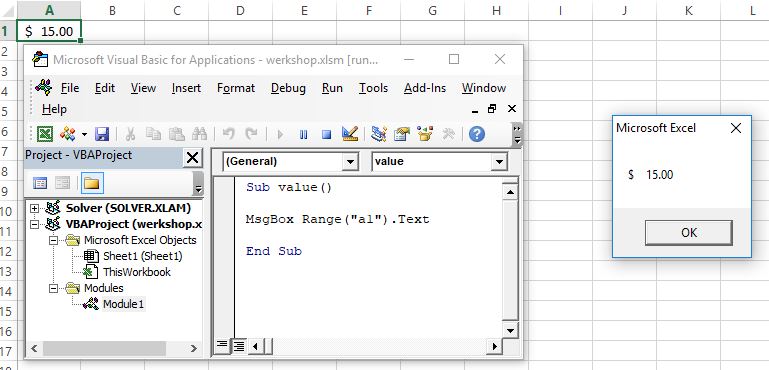 A B C D E F G H I J K L
1 $ 15.00
2
3
4
5
6
7
8
9
10
11
12
13
14
15
16
17
18
Microsoft Visual Basic for Applications - werkshop.xlsm [run...
File Edit View Insert Format Debug Run Tools Add-Ins Window
Help
Project - VBAProject
Solver (SOLVER.XLAM)
VBAProject (werkshop.x
Microsoft Excel Objects
Sheet1 (Sheet1)
ThisWorkbook
Modules
Module1
(General) value
Sub value()
MsgBox Range("a1").Text
End Sub
Microsoft Excel
$ 15.00
OK